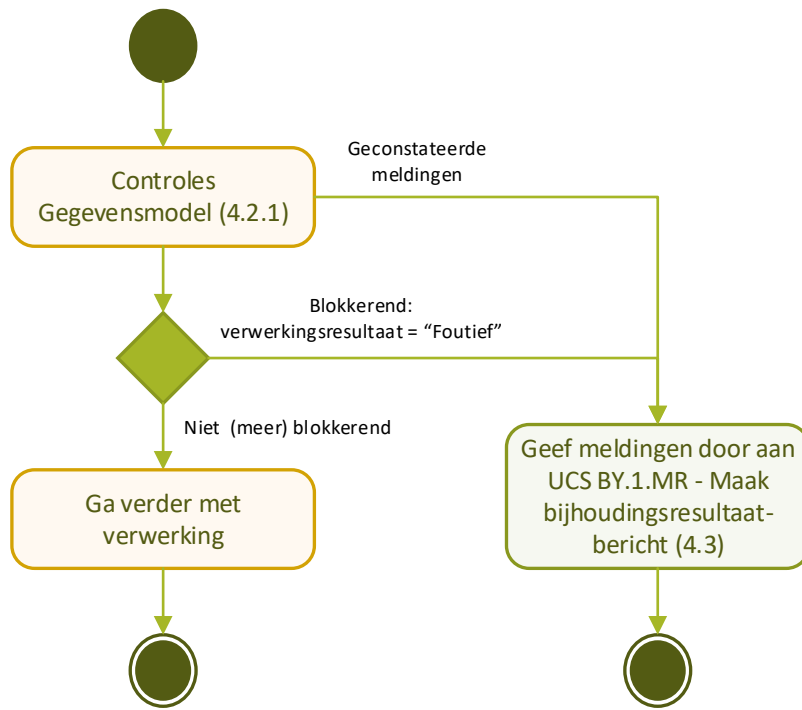 Geconstateerde
meldingen
Controles
Gegevensmodel (4.2.1)
Blokkerend:
verwerkingsresultaat = “Foutief”
Niet (meer) blokkerend
Geef meldingen door aan
UCS BY.1.MR - Maak
bijhoudingsresultaat-
bericht (4.3)
Ga verder met
verwerking